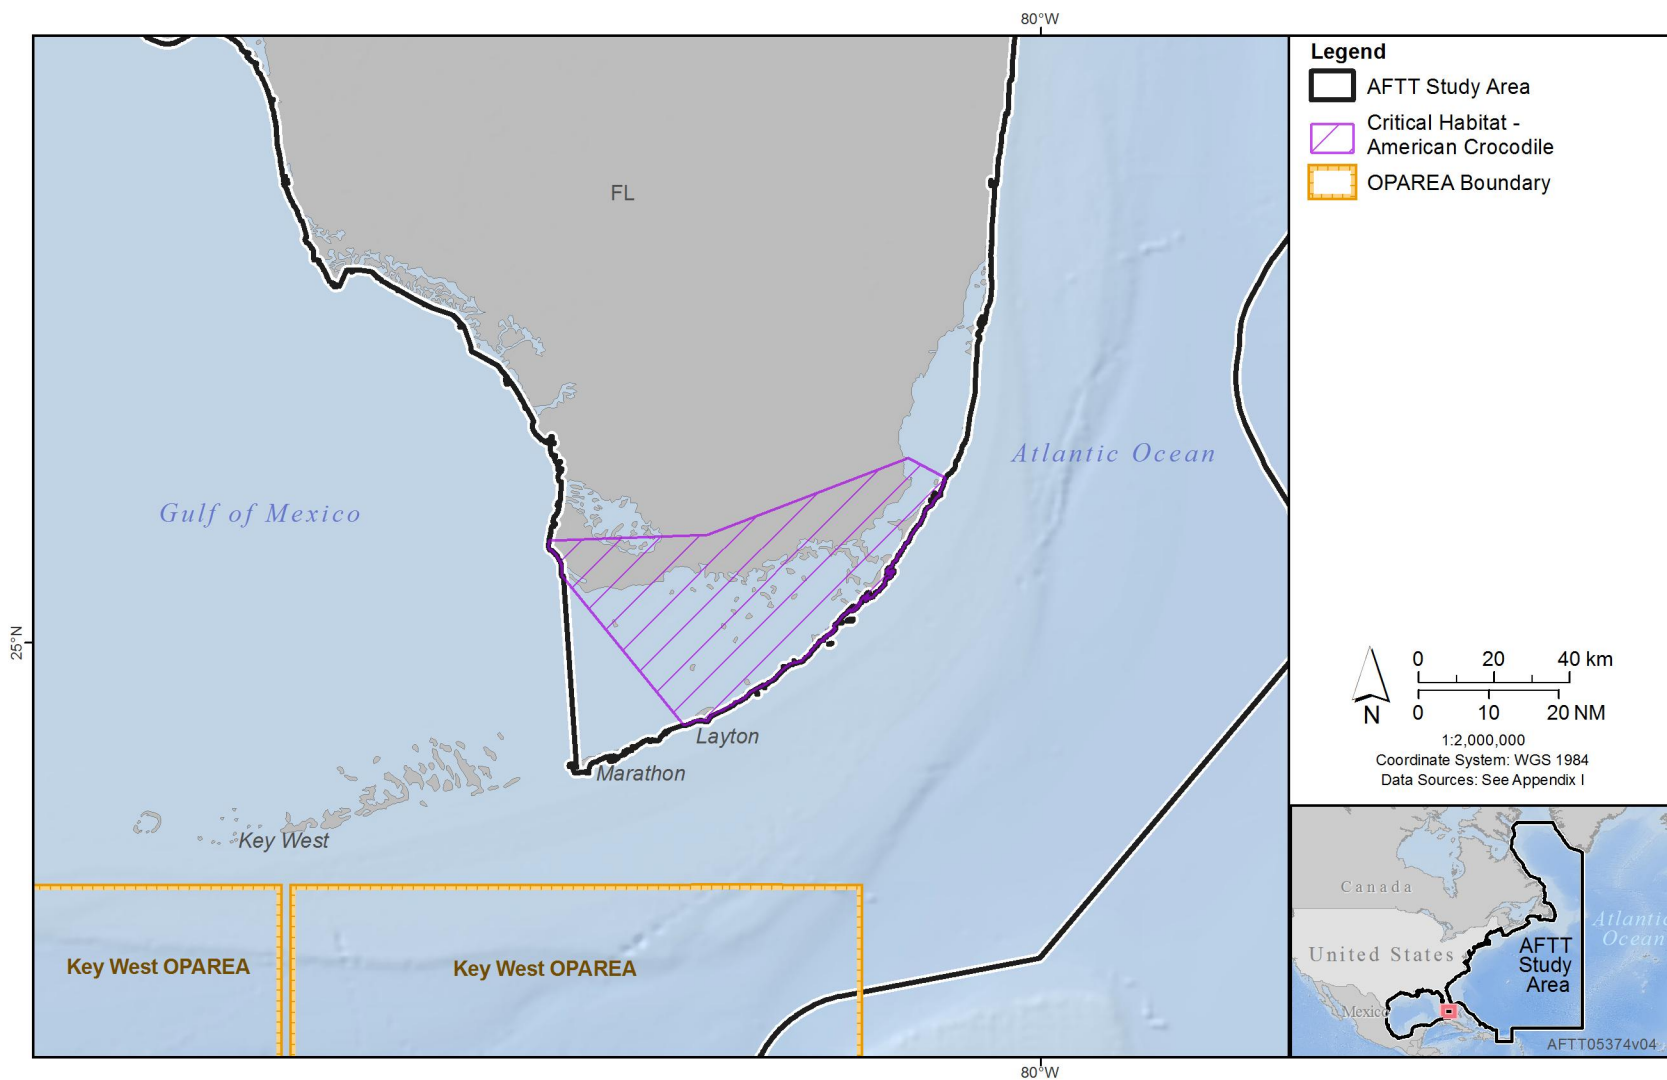 80°W
Legend
AFTT Study Area
Critical Habitat -
American Crocodile
OPAREA Boundary
FL
Atlantic Ocean
Gulf of Mexico
25°N
Layton
Marathon
Key West
Key West OPAREA
Key West OPAREA
0 20 40 km
0 10 20 NM
N
1:2,000,000
Coordinate System: WGS 1984
Data Sources: See Appendix I
Canada
United States
Mexico
Atlantic
Ocean
AFTT
Study
Area
AFTT05374v04
80°W